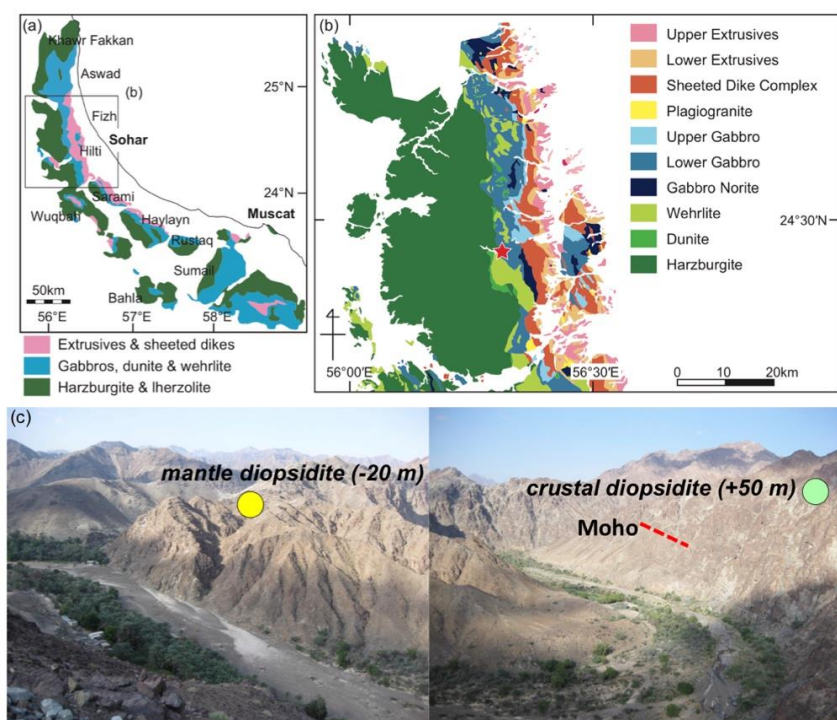 (a)
Khawr Fakkan
Aswad
(b)
25°N
Fizh
Sohar
Hilti
24°N
Sarami
Wuqbah
Haylayn
Muscat
Rustaq
Sumail
Bahla
50km
56°E
57°E
58°E
Extrusives & sheeted dikes
Gabbros, dunite & wehrlite
Harzburgite & lherzolite
(b)
Upper Extrusives
Lower Extrusives
Sheeted Dike Complex
Plagiogranite
Upper Gabbro
Lower Gabbro
Gabbro Norite
Wehrlite
Dunite
Harzburgite
24°30'N
56°00'E
56°30'E
0 10 20km
(c)
mantle diopsidite (-20 m)
crustal diopsidite (+50 m)
Moho